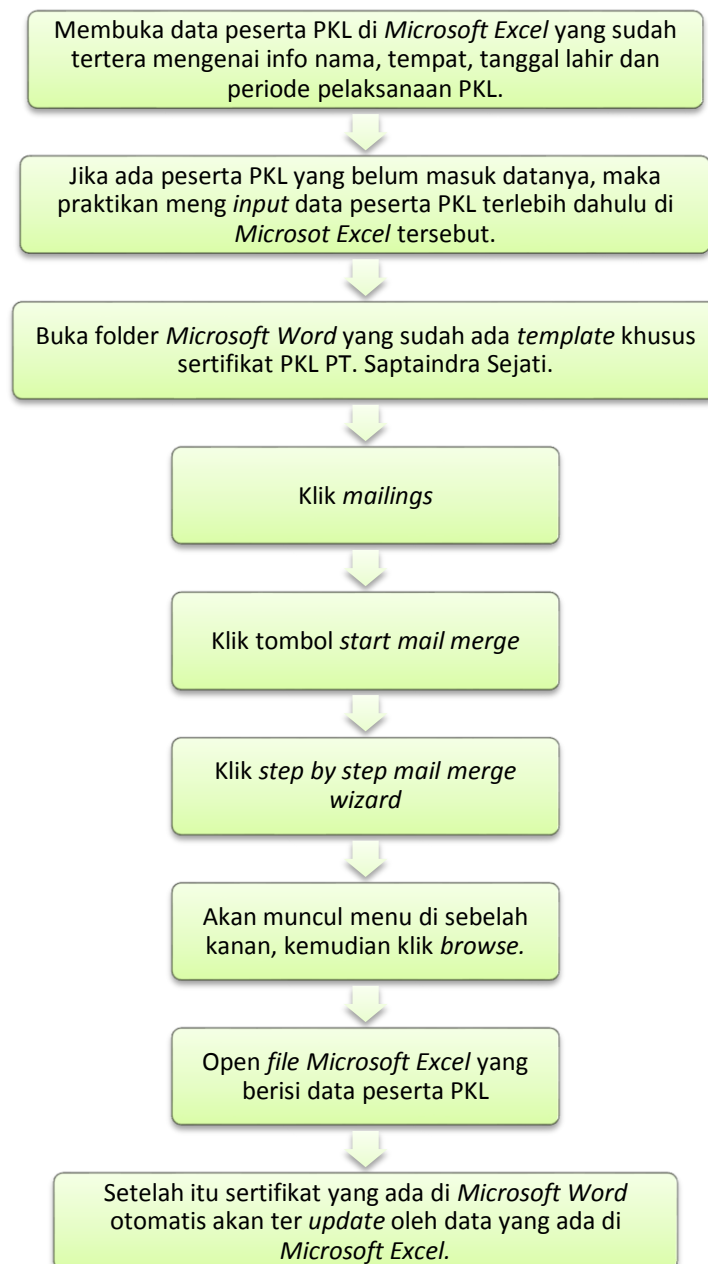 Membuka data peserta PKL di Microsoft Excel yang sudah
tertera mengenai info nama, tempat, tanggal lahir dan
periode pelaksanaan PKL.
Jika ada peserta PKL yang belum masuk datanya, maka
praktikan meng input data peserta PKL terlebih dahulu di
Microsot Excel tersebut.
Buka folder Microsoft Word yang sudah ada template khusus
sertifikat PKL PT. Saptaindra Sejati.
Klik mailings
Klik tombol start mail merge
Klik step by step mail merge
wizard
Akan muncul menu di sebelah
kanan, kemudian klik browse.
Open file Microsoft Excel yang
berisi data peserta PKL
Setelah itu sertifikat yang ada di Microsoft Word
otomatis akan ter update oleh data yang ada di
Microsoft Excel.